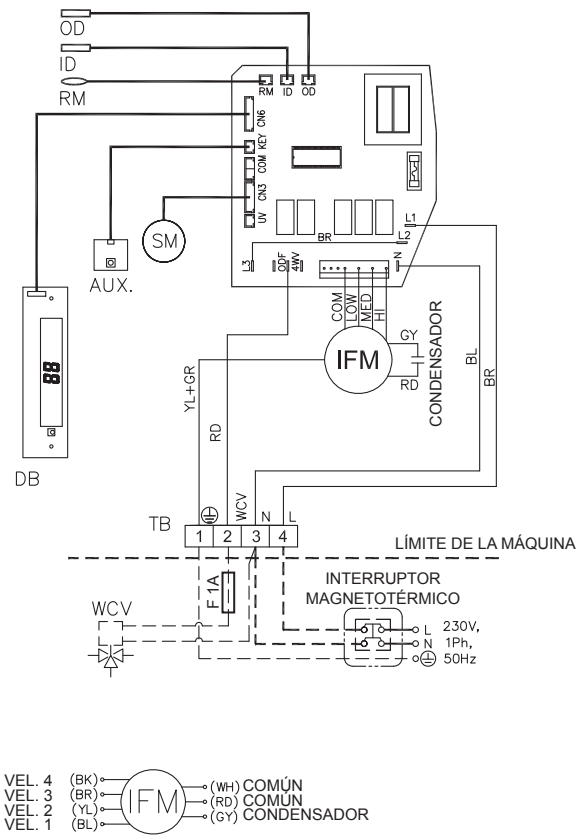 OD
ID
RM
RM ID OD
CN6
KEY
COM
CN3
UV
SM
AUX.
88
DB
L1
L2
BR
L3
ODF
4WV
N
COM
LOW
MED
HI
IFM
GY
RD
CONDENSADOR
BL
BR
YL+GR
RD
WCV
N
L
TB
1 2 3 4
LÍMITE DE LA MÁQUINA
F 1A
WCV
INTERRUPTOR
MAGNETOTÉRMICO
L 230V,
N 1Ph,
50Hz
VEL. 4 (BK)
VEL. 3 (BR)
VEL. 2 (YL)
VEL. 1 (BL)
IFM
(WH) COMÚN
(RD) COMÚN
(GY) CONDENSADOR